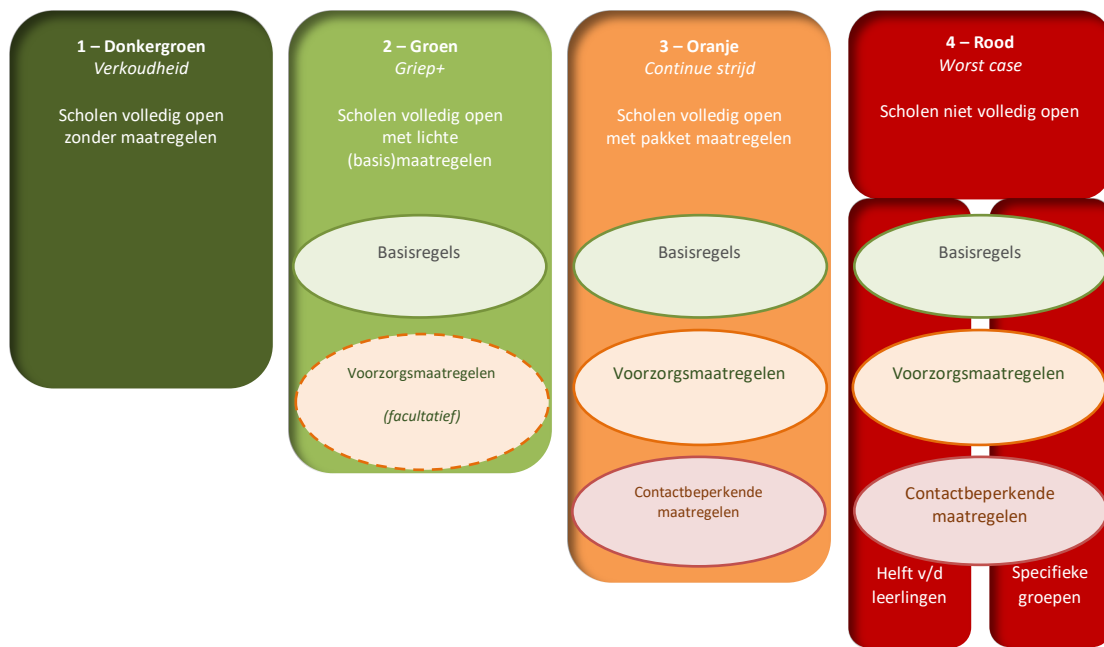 1 – Donkergroen
Verkoudheid
Scholen volledig open
zonder maatregelen
2 – Groen
Griep+
Scholen volledig open
met lichte
(basis)maatregelen
Basisregels
Voorzorgsmaatregelen
(facultatief)
3 – Oranje
Continue strijd
Scholen volledig open
met pakket maatregelen
Basisregels
Voorzorgsmaatregelen
Contactbeperkende
maatregelen
4 – Rood
Worst case
Scholen niet volledig open
Basisregels
Voorzorgsmaatregelen
Contactbeperkende
maatregelen
Helft v/d
leerlingen
Specifieke
groepen